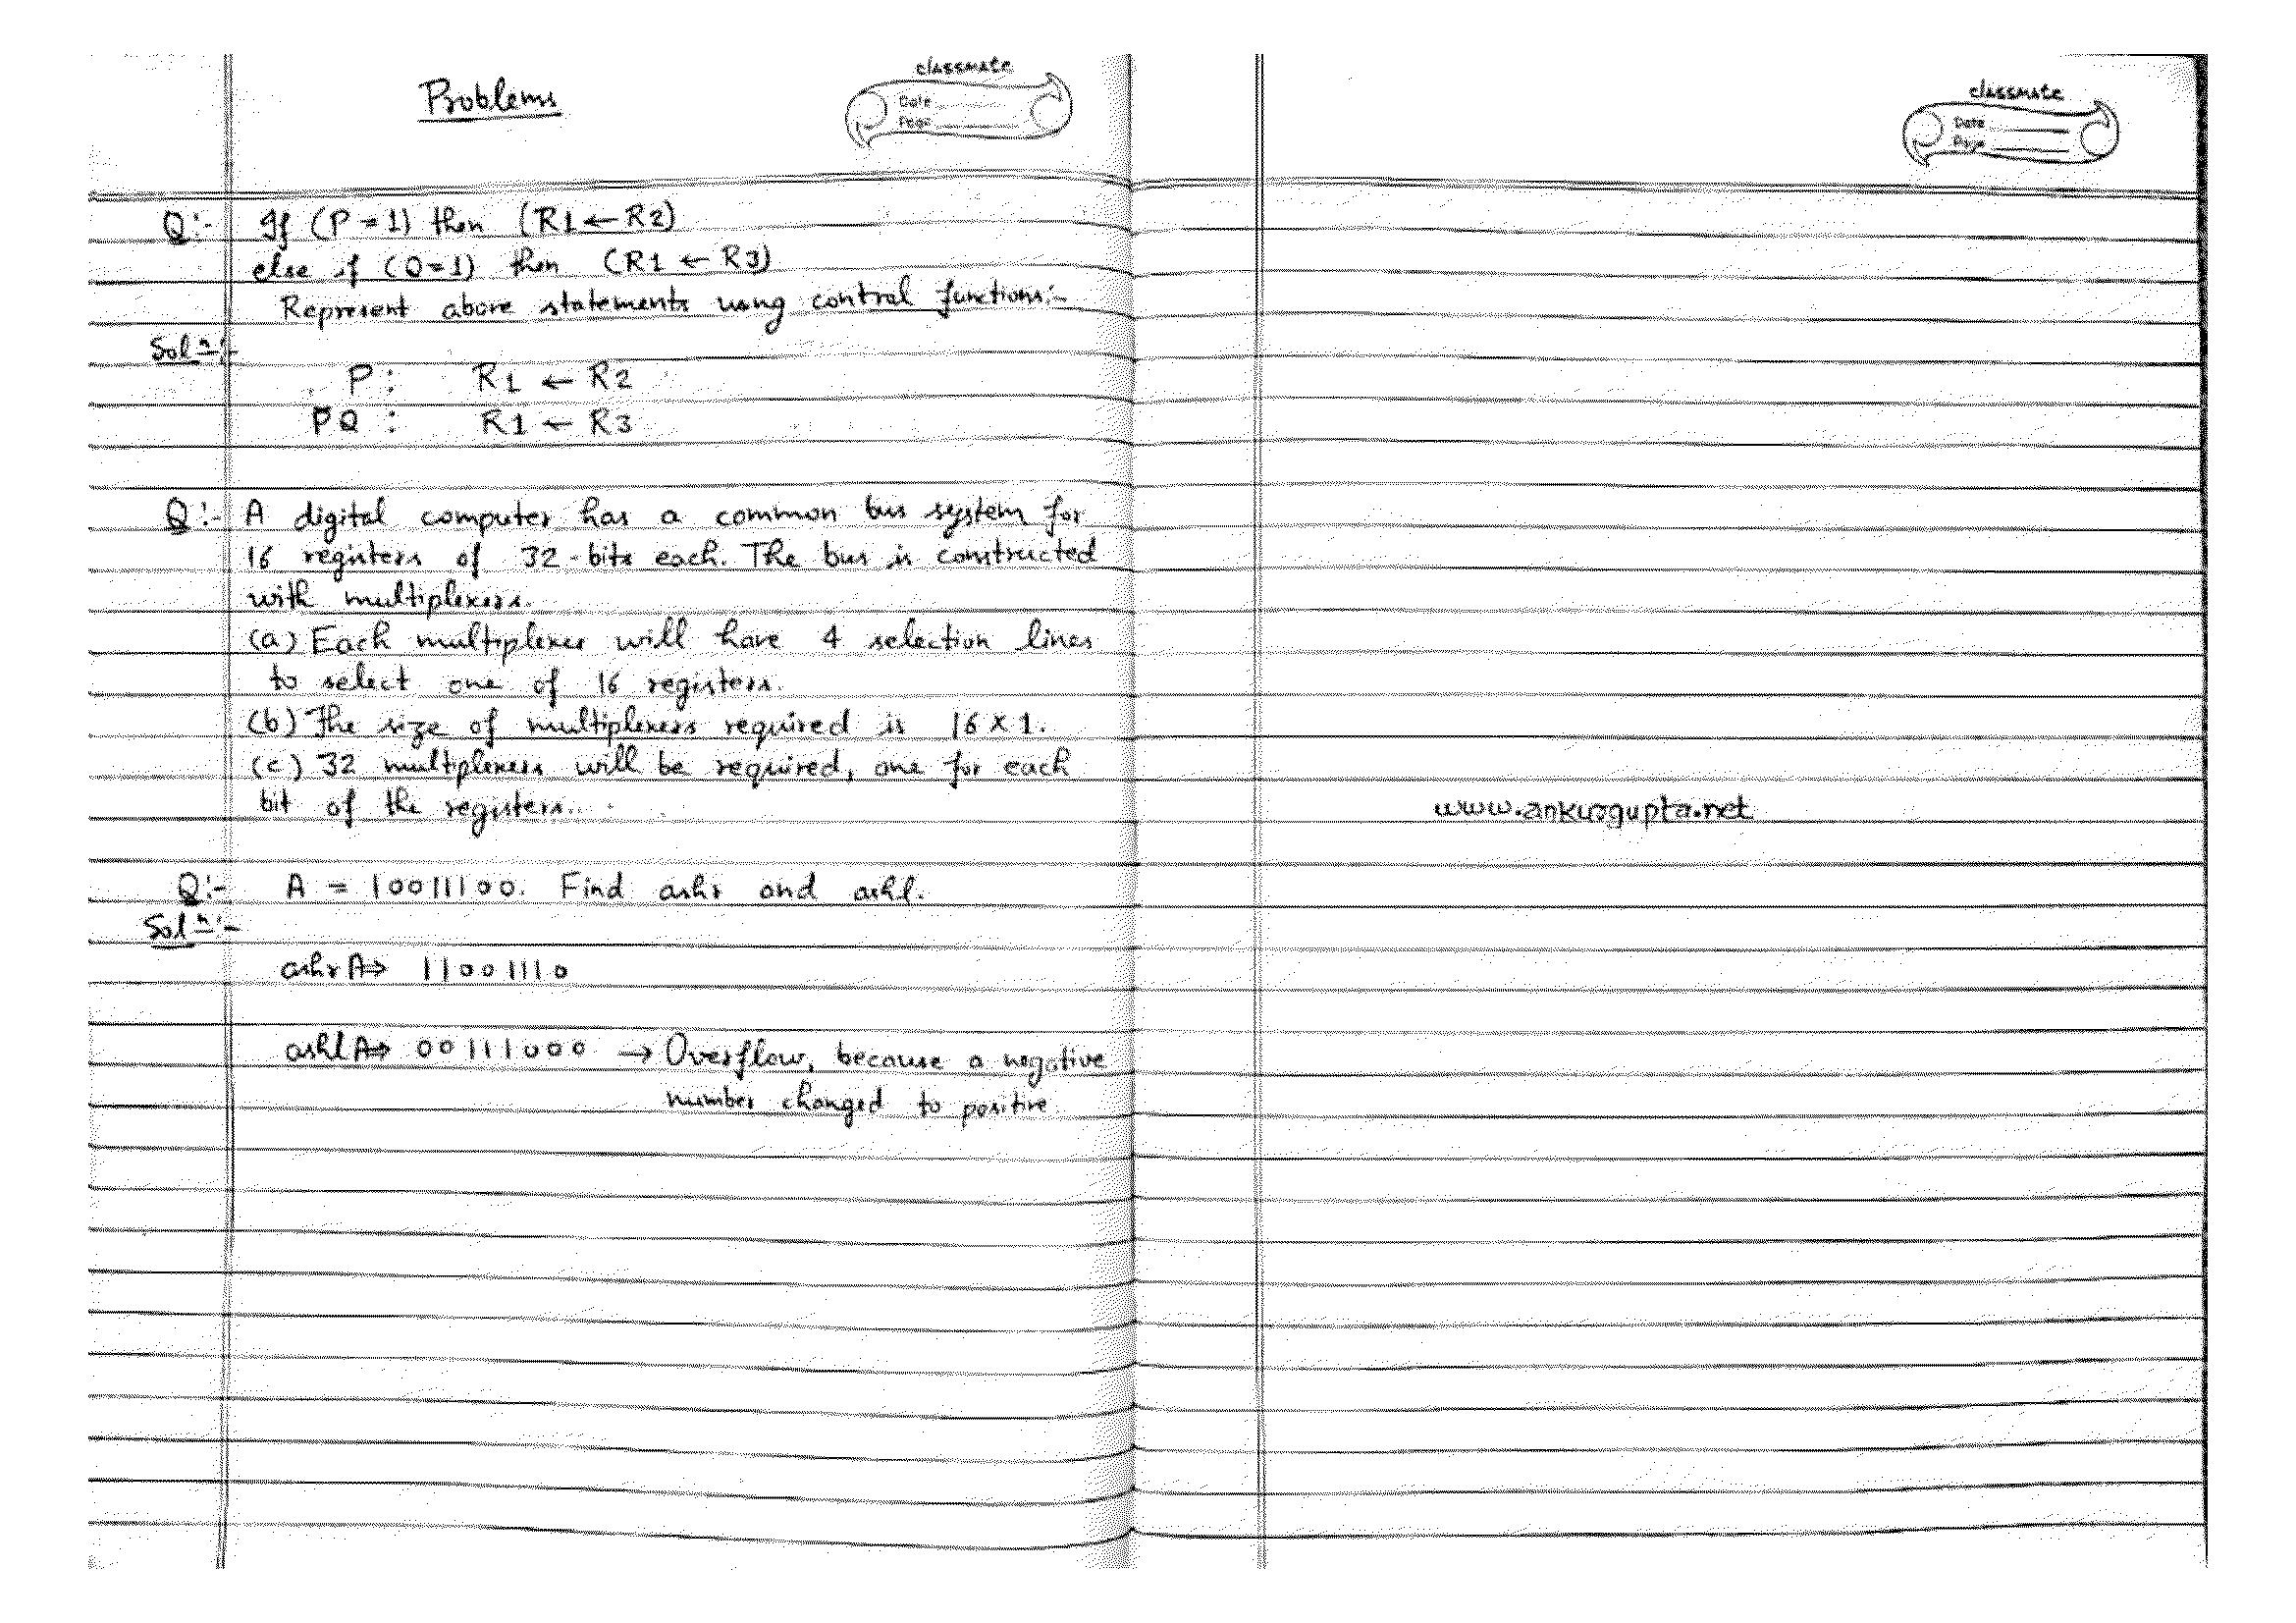 Problems
classmate
Date
Page
Q:- If (P = 1) then (R1 ← R2)
else if (Q=1) then (R1 ← R3)
Represent above statements using control functions:-
Solⁿ:-
P : R1 ← R2
PQ : R1 ← R3
Q:- A digital computer has a common bus system for
16 registers of 32-bits each. The bus is constructed
with multiplexers.
(a) Each multiplexer will have 4 selection lines
to select one of 16 registers.
(b) The size of multiplexers required is 16 x 1.
(c) 32 multiplexers will be required, one for each
bit of the registers.
Q:- A = 10011100. Find ashr and ashl.
Solⁿ:-
ashr A⇒ 11001110
ashl A⇒ 00111000 → Overflow, because a negative
number changed to positive
classmate
Date
Page
www.ankurgupta.net